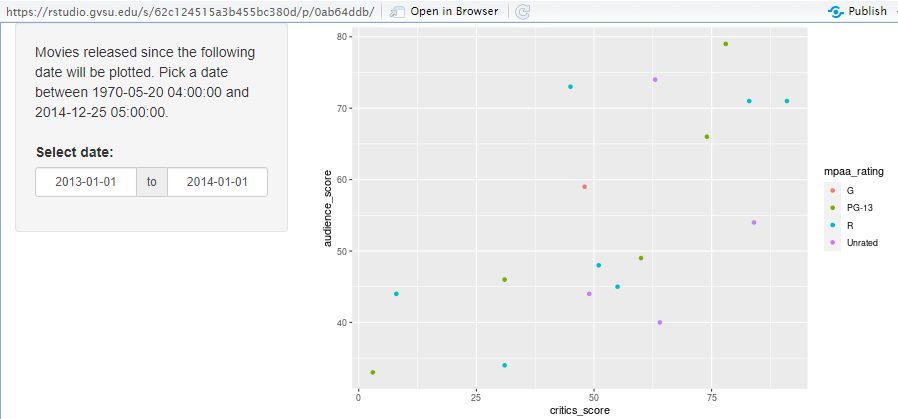 https://rstudio.gvsu.edu/s/62c124515a3b455bc380d/p/0ab64ddb/ Open in Browser Publish
Movies released since the following
date will be plotted. Pick a date
between 1970-05-20 04:00:00 and
2014-12-25 05:00:00.
Select date:
2013-01-01 to 2014-01-01
audience_score
80
70
60
50
40
0 25 50 75
critics_score
mpaa_rating
G
PG-13
R
Unrated